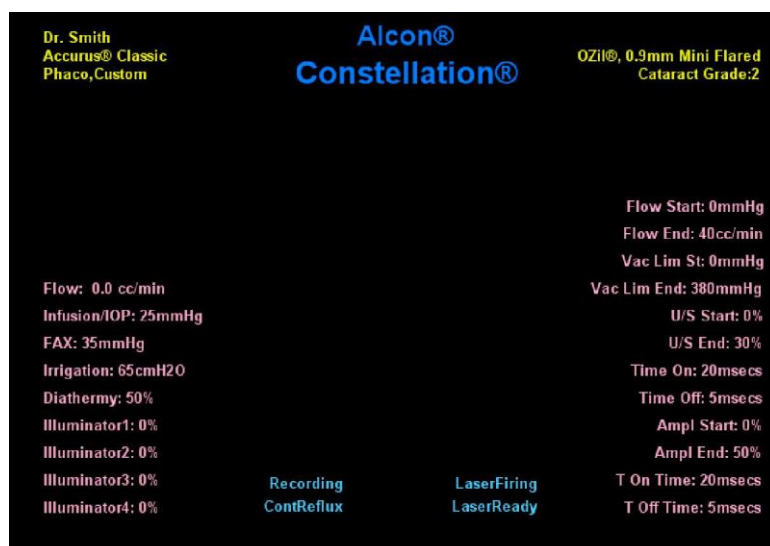 Dr. Smith
Accurus® Classic
Phaco,Custom
Alcon®
Constellation®
OZil®, 0.9mm Mini Flared
Cataract Grade:2
Flow: 0.0 cc/min
Infusion/IOP: 25mmHg
FAX: 35mmHg
Irrigation: 65cmH2O
Diathermy: 50%
Illuminator1: 0%
Illuminator2: 0%
Illuminator3: 0%
Illuminator4: 0%
Recording
ContReflux
LaserFiring
LaserReady
Flow Start: 0mmHg
Flow End: 40cc/min
Vac Lim St: 0mmHg
Vac Lim End: 380mmHg
U/S Start: 0%
U/S End: 30%
Time On: 20msecs
Time Off: 5msecs
Ampl Start: 0%
Ampl End: 50%
T On Time: 20msecs
T Off Time: 5msecs